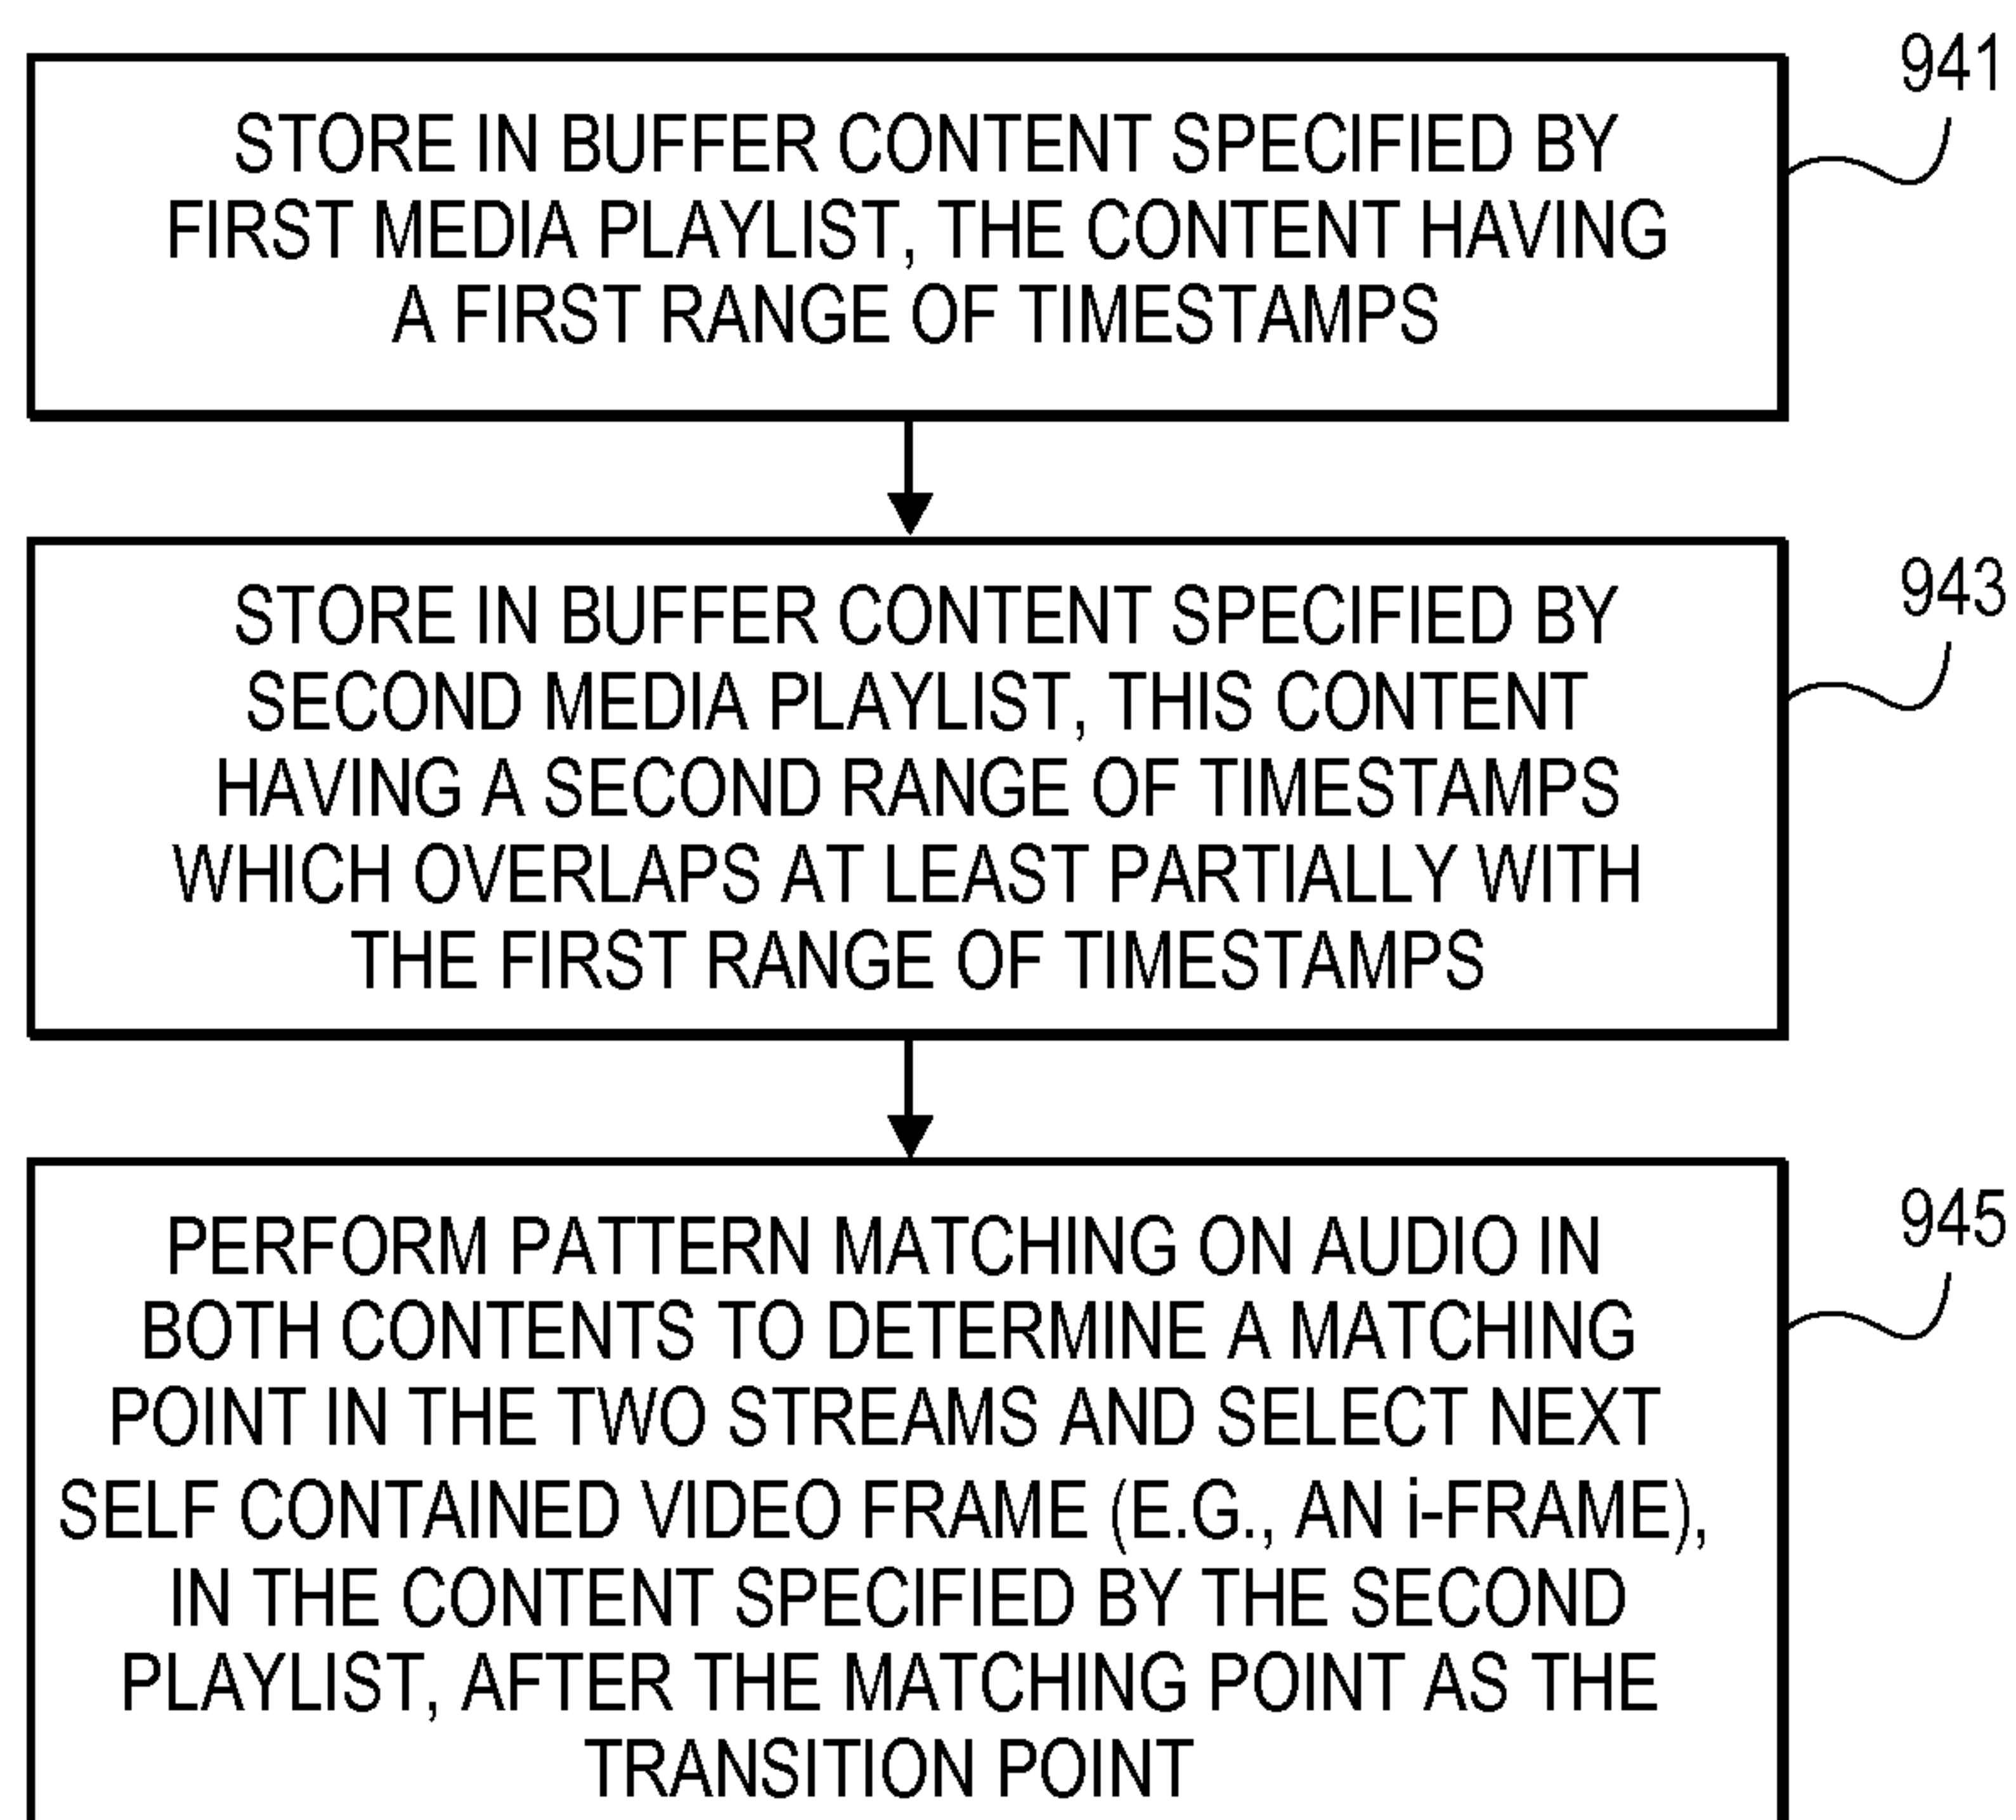 941
STORE IN BUFFER CONTENT SPECIFIED BY
FIRST MEDIA PLAYLIST, THE CONTENT HAVING
A FIRST RANGE OF TIMESTAMPS
943
STORE IN BUFFER CONTENT SPECIFIED BY
SECOND MEDIA PLAYLIST, THIS CONTENT
HAVING A SECOND RANGE OF TIMESTAMPS
WHICH OVERLAPS AT LEAST PARTIALLY WITH
THE FIRST RANGE OF TIMESTAMPS
945
PERFORM PATTERN MATCHING ON AUDIO IN
BOTH CONTENTS TO DETERMINE A MATCHING
POINT IN THE TWO STREAMS AND SELECT NEXT
SELF CONTAINED VIDEO FRAME (E.G., AN i-FRAME),
IN THE CONTENT SPECIFIED BY THE SECOND
PLAYLIST, AFTER THE MATCHING POINT AS THE
TRANSITION POINT